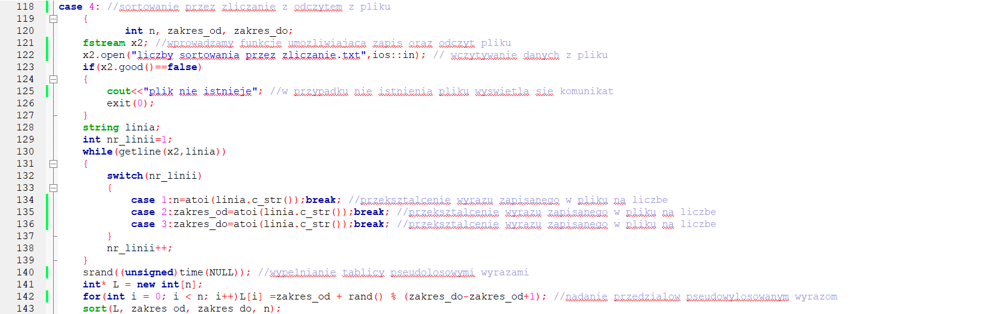 118 case 4: //sortowanie przez zliczanie z odczytem z pliku
119 {
120 int n, zakres_od, zakres_do;
121 fstream x2; //wprowadzamy funkcje umozliwiajaca zapis oraz odczyt pliku
122 x2.open("liczby sortowania przez zliczanie.txt",ios::in); // wczytywanie danych z pliku
123 if(x2.good()==false)
124 {
125 cout<<"plik nie istnieje"; //w przypadku nie istnienia pliku wyswietla sie komunikat
126 exit(0);
127 }
128 string linia;
129 int nr_linii=1;
130 while(getline(x2,linia))
131 {
132 switch(nr_linii)
133 {
134 case 1:n=atoi(linia.c_str());break; //przeksztalcenie wyrazu zapisanego w pliku na liczbe
135 case 2:zakres_od=atoi(linia.c_str());break; //przeksztalcenie wyrazu zapisanego w pliku na liczbe
136 case 3:zakres_do=atoi(linia.c_str());break; //przeksztalcenie wyrazu zapisanego w pliku na liczbe
137 }
138 nr_linii++;
139 }
140 srand((unsigned)time(NULL)); //wypelnianie tablicy pseudolosowymi wyrazami
141 int* L = new int[n];
142 for(int i = 0; i < n; i++)L[i] =zakres_od + rand() % (zakres_do-zakres_od+1); //nadanie przedzialow pseudowylosowanym wyrazom
143 sort(L, zakres_od, zakres_do, n);